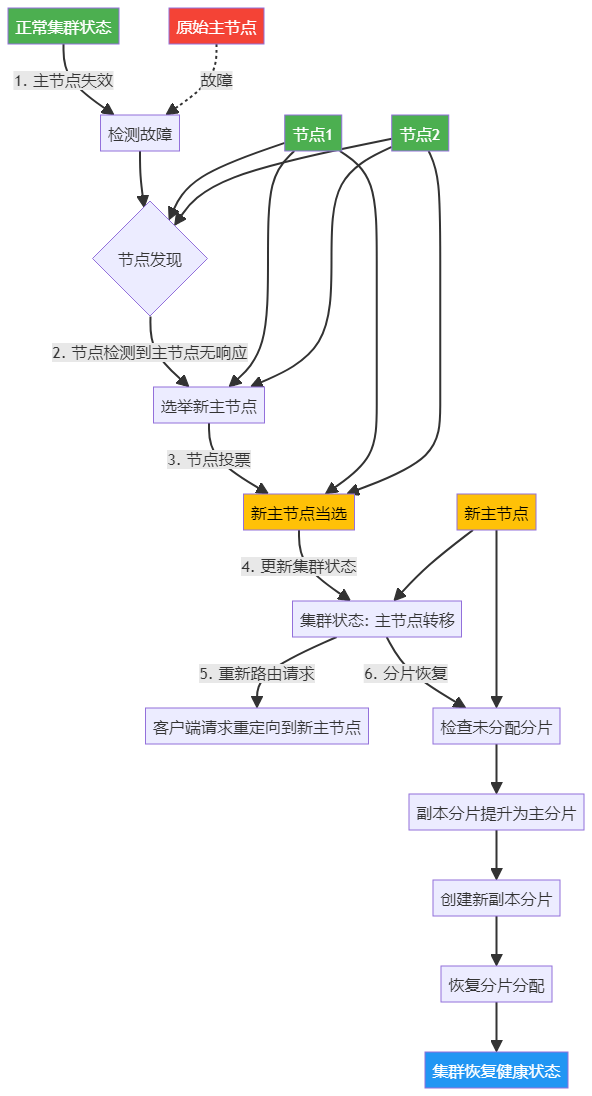 正常集群状态
原始主节点
1. 主节点失效
故障
检测故障
节点1
节点2
节点发现
2. 节点检测到主节点无响应
选举新主节点
3. 节点投票
新主节点当选
新主节点
4. 更新集群状态
集群状态: 主节点转移
5. 重新路由请求
6. 分片恢复
客户端请求重定向到新主节点
检查未分配分片
副本分片提升为主分片
创建新副本分片
恢复分片分配
集群恢复健康状态